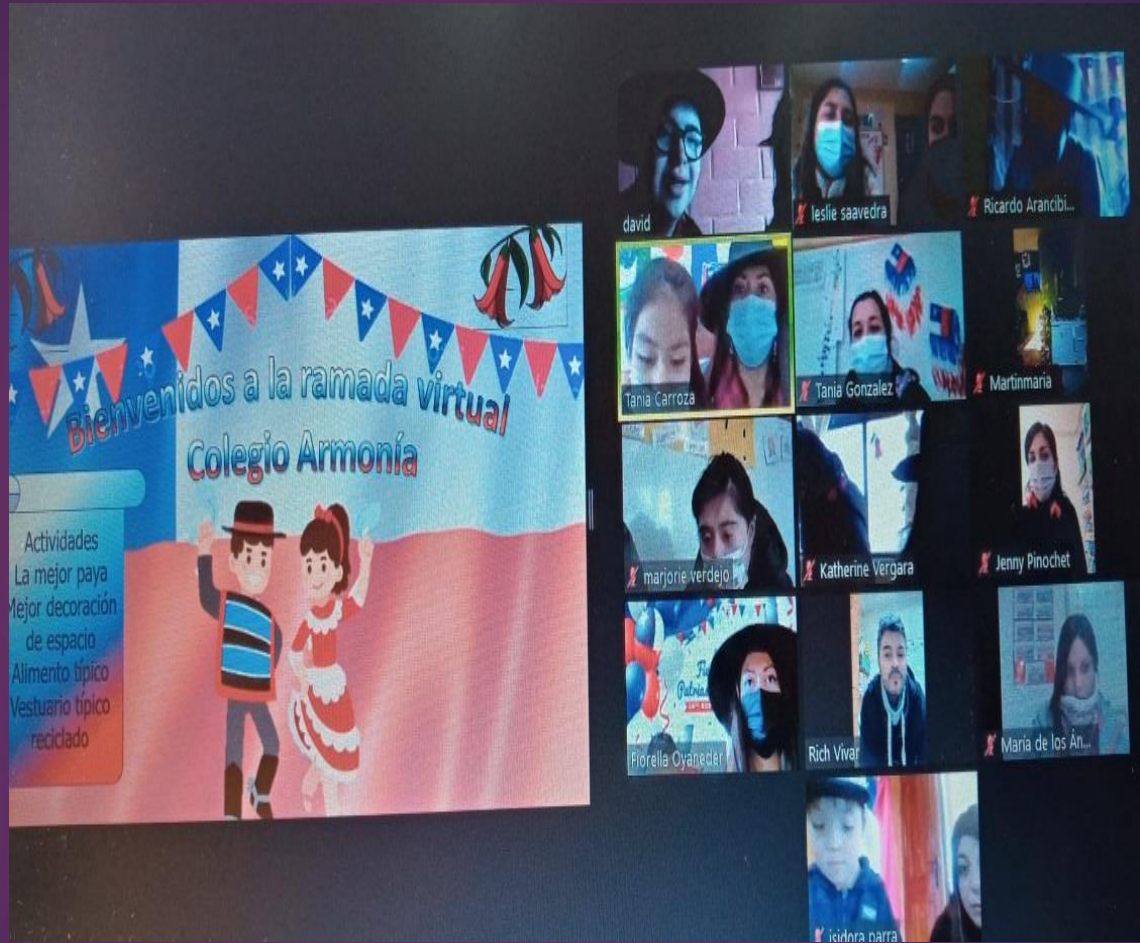 Bienvenidos a la ramada virtual
Colegio Armonía
Actividades
La mejor paya
Mejor decoración
de espacio
Alimento típico
Vestuario típico
reciclado
david
leslie saavedra
Ricardo Arancibi...
Tania Carroza
Tania Gonzalez
Martinmaria
marjorie verdejo
Katherine Vergara
Jenny Pinochet
Patrias
Fiorella Oyaneder
Rich Vivar
Maria de los Án...
isidora parra